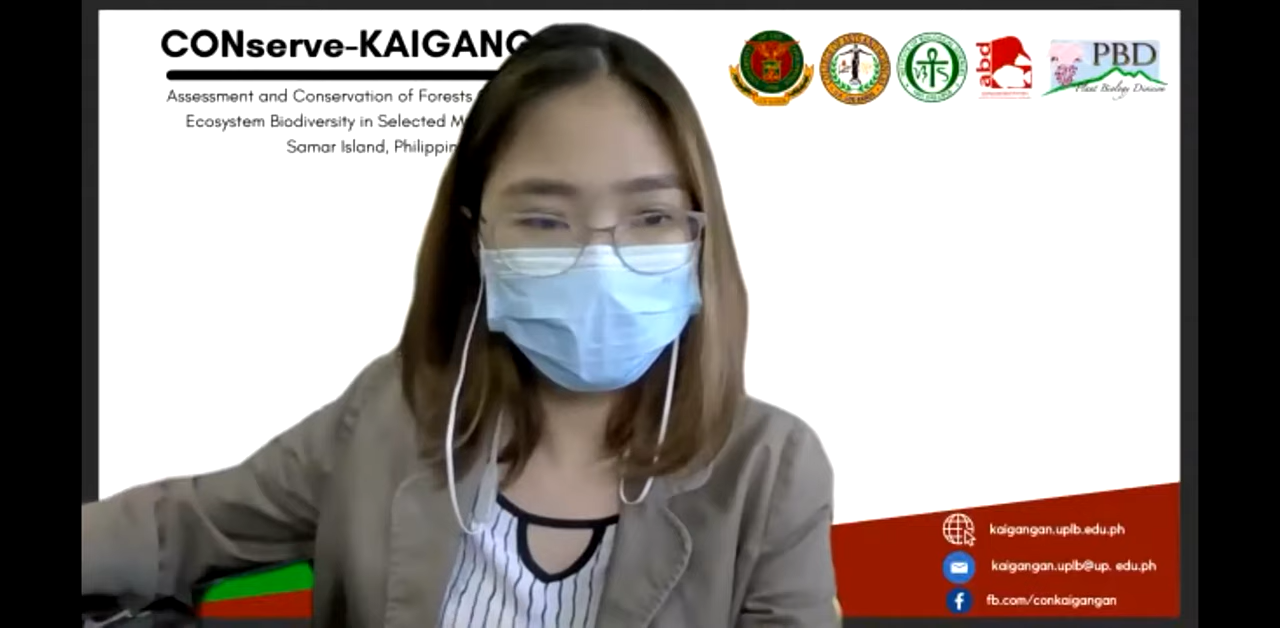 CONserve-KAIGANG
Assessment and Conservation of Forests
Ecosystem Biodiversity in Selected M
Samar Island, Philippin
abd
PBD
Plant Biology Division
kaigangan.uplb.edu.ph
kaigangan.uplb@up. edu.ph
fb.com/conkaigangan